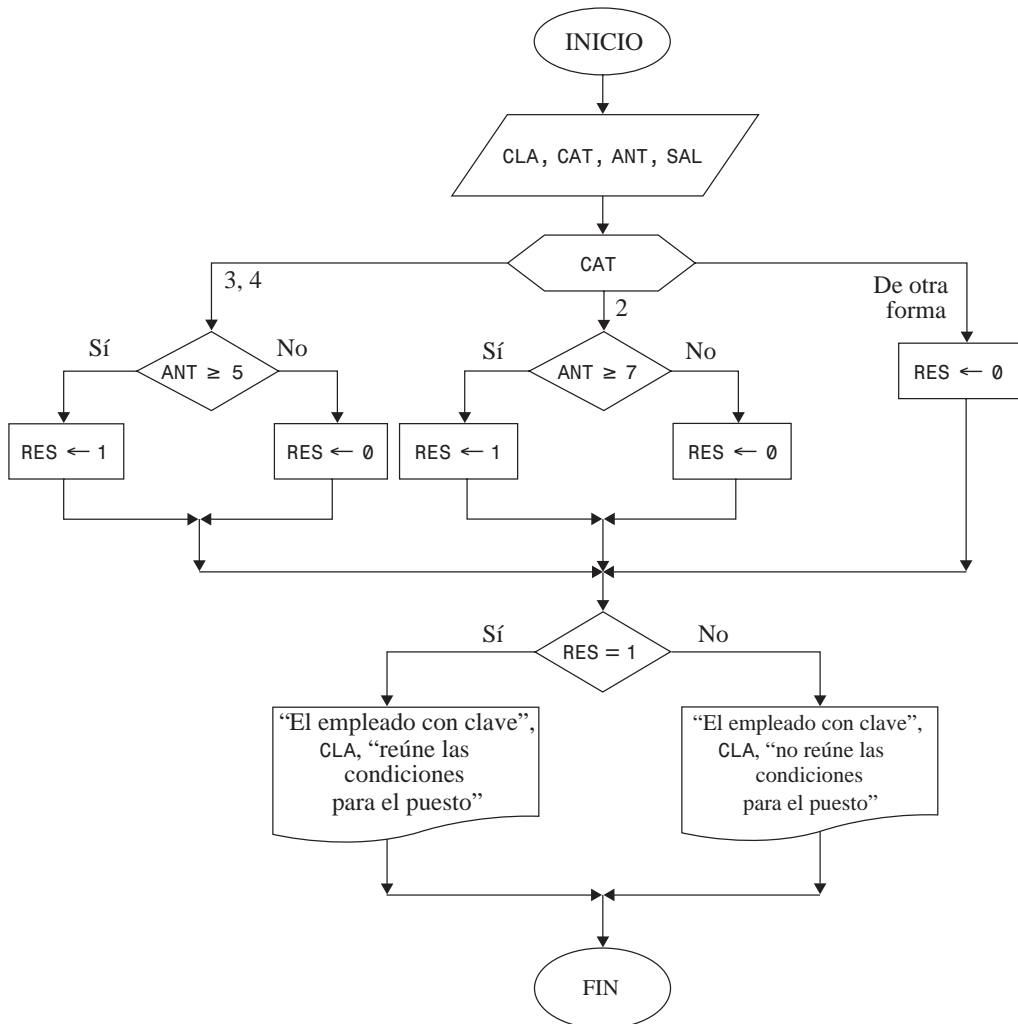 INICIO
CLA, CAT, ANT, SAL
CAT
3, 4
2
De otra
forma
Sí
ANT ≥ 5
No
Sí
ANT ≥ 7
No
RES ← 0
RES ← 1
RES ← 0
RES ← 1
RES ← 0
Sí
RES = 1
No
“El empleado con clave”,
CLA, “reúne las
condiciones
para el puesto”
“El empleado con clave”,
CLA, “no reúne las
condiciones
para el puesto”
FIN